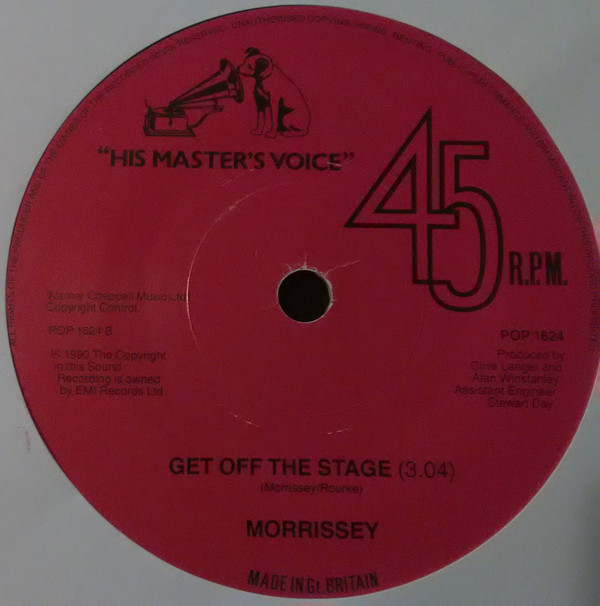 "HIS MASTER'S VOICE"
45
R.P.M.
Warner Chappell Music Ltd
Copyright Control
POP 1624 B
℗ 1990 The Copyright
in this Sound
Recording is owned
by EMI Records Ltd
POP 1624
Produced by
Clive Langer and
Alan Winstanley
Assistant Engineer
Stewart Day
GET OFF THE STAGE (3.04)
(Morrissey/Rourke)
MORRISSEY
MADE IN Gt. BRITAIN